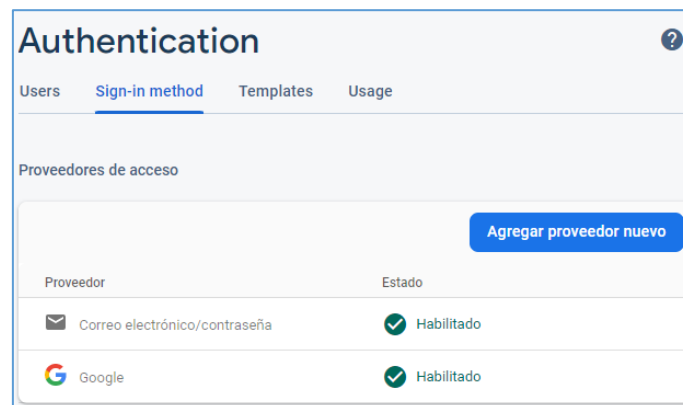 Authentication
Users Sign-in method Templates Usage
Proveedores de acceso
Agregar proveedor nuevo
Proveedor Estado
Correo electrónico/contraseña Habilitado
Google Habilitado